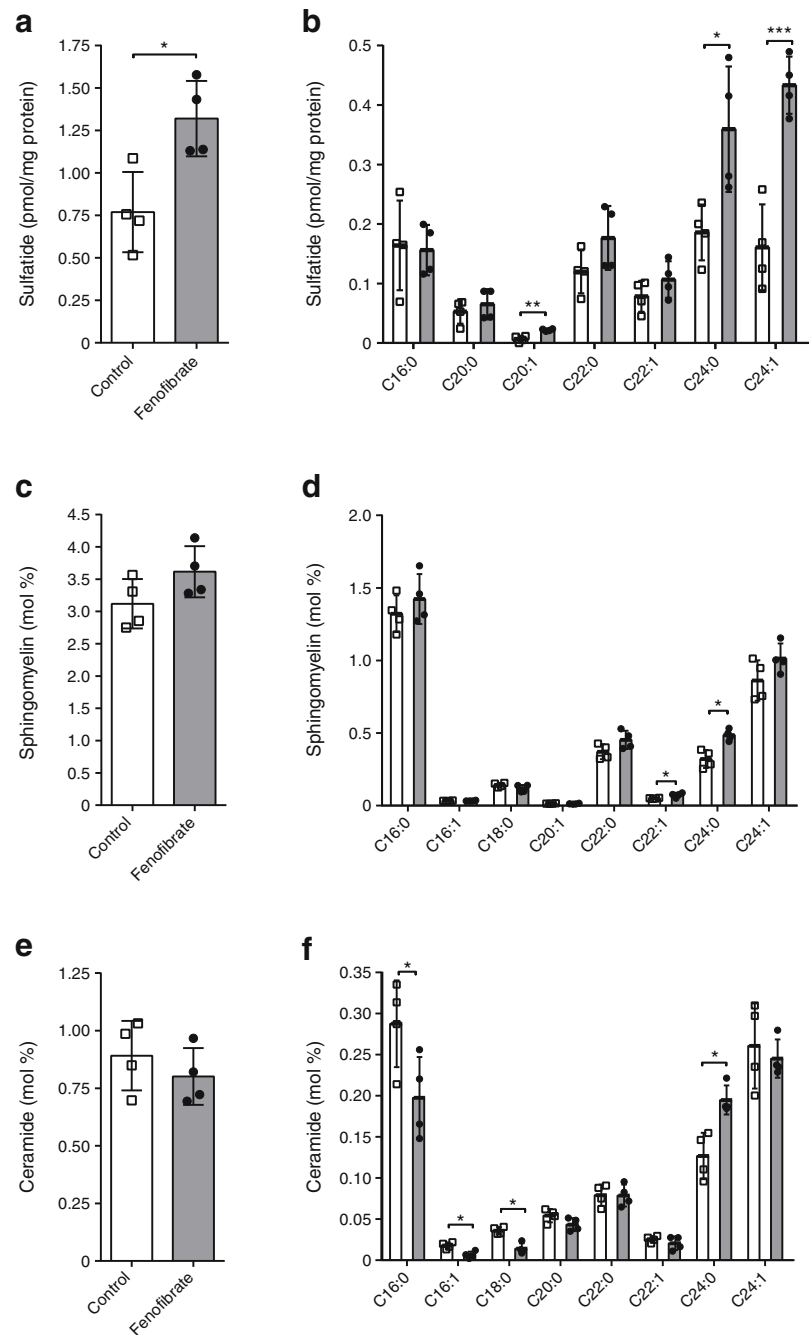 a
Sulfatide (pmol/mg protein)
1.75
1.50
1.25
1.00
0.75
0.50
0.25
0
*
Control
Fenofibrate
b
Sulfatide (pmol/mg protein)
0.5
0.4
0.3
0.2
0.1
0
**
*
***
C16:0
C20:0
C20:1
C22:0
C22:1
C24:0
C24:1
c
Sphingomyelin (mol %)
4.5
4.0
3.5
3.0
2.5
2.0
1.5
1.0
0.5
0
Control
Fenofibrate
d
Sphingomyelin (mol %)
2.0
1.5
1.0
0.5
0
*
*
C16:0
C16:1
C18:0
C20:1
C22:0
C22:1
C24:0
C24:1
e
Ceramide (mol %)
1.25
1.00
0.75
0.50
0.25
0
Control
Fenofibrate
f
Ceramide (mol %)
0.35
0.30
0.25
0.20
0.15
0.10
0.05
0
*
*
*
*
C16:0
C16:1
C18:0
C20:0
C22:0
C22:1
C24:0
C24:1